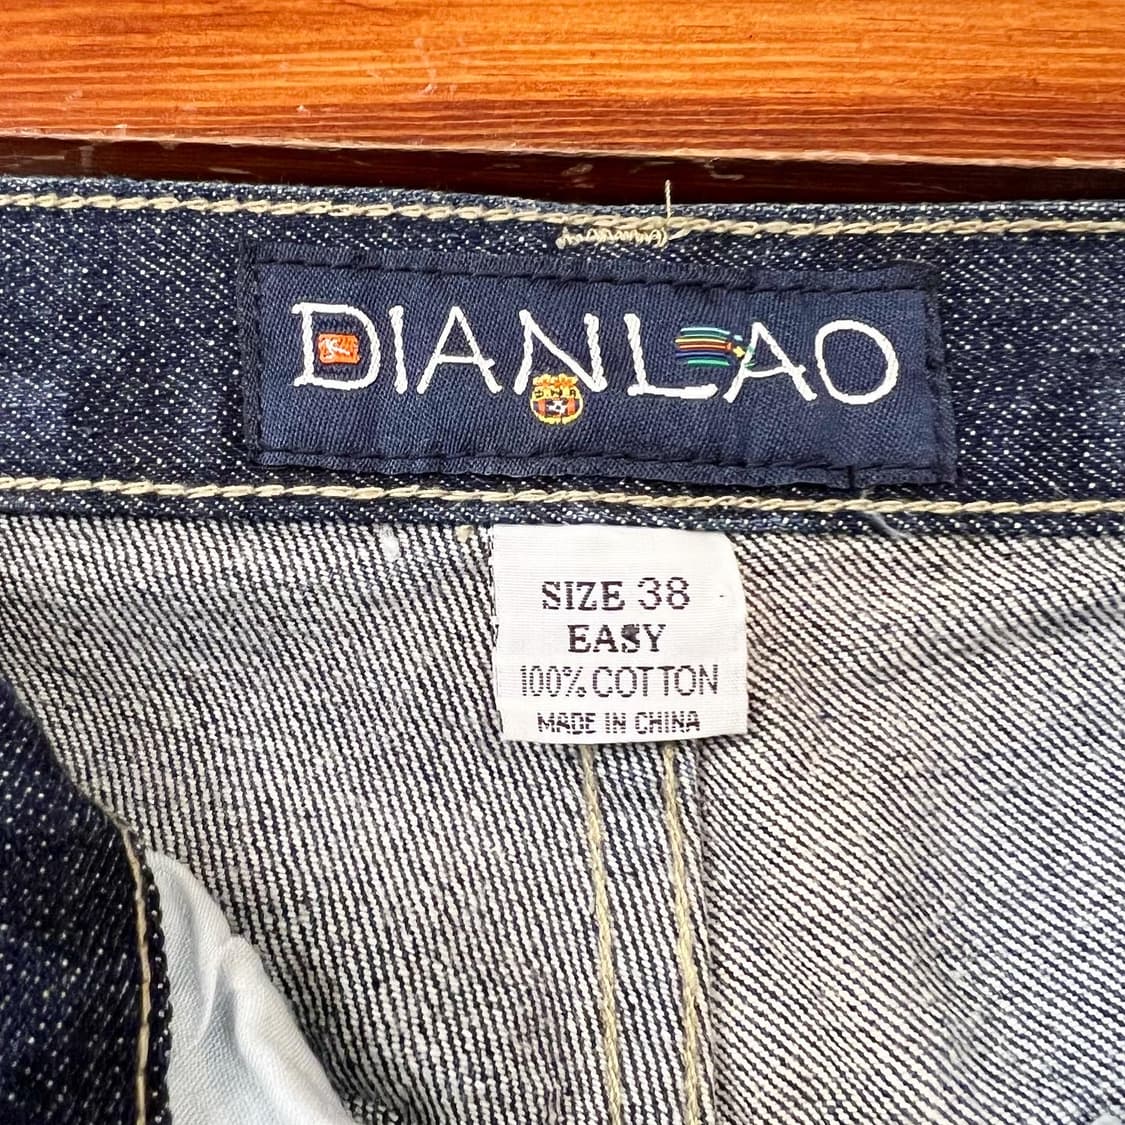 DIANLAO
SIZE 38
EASY
100% COTTON
MADE IN CHINA